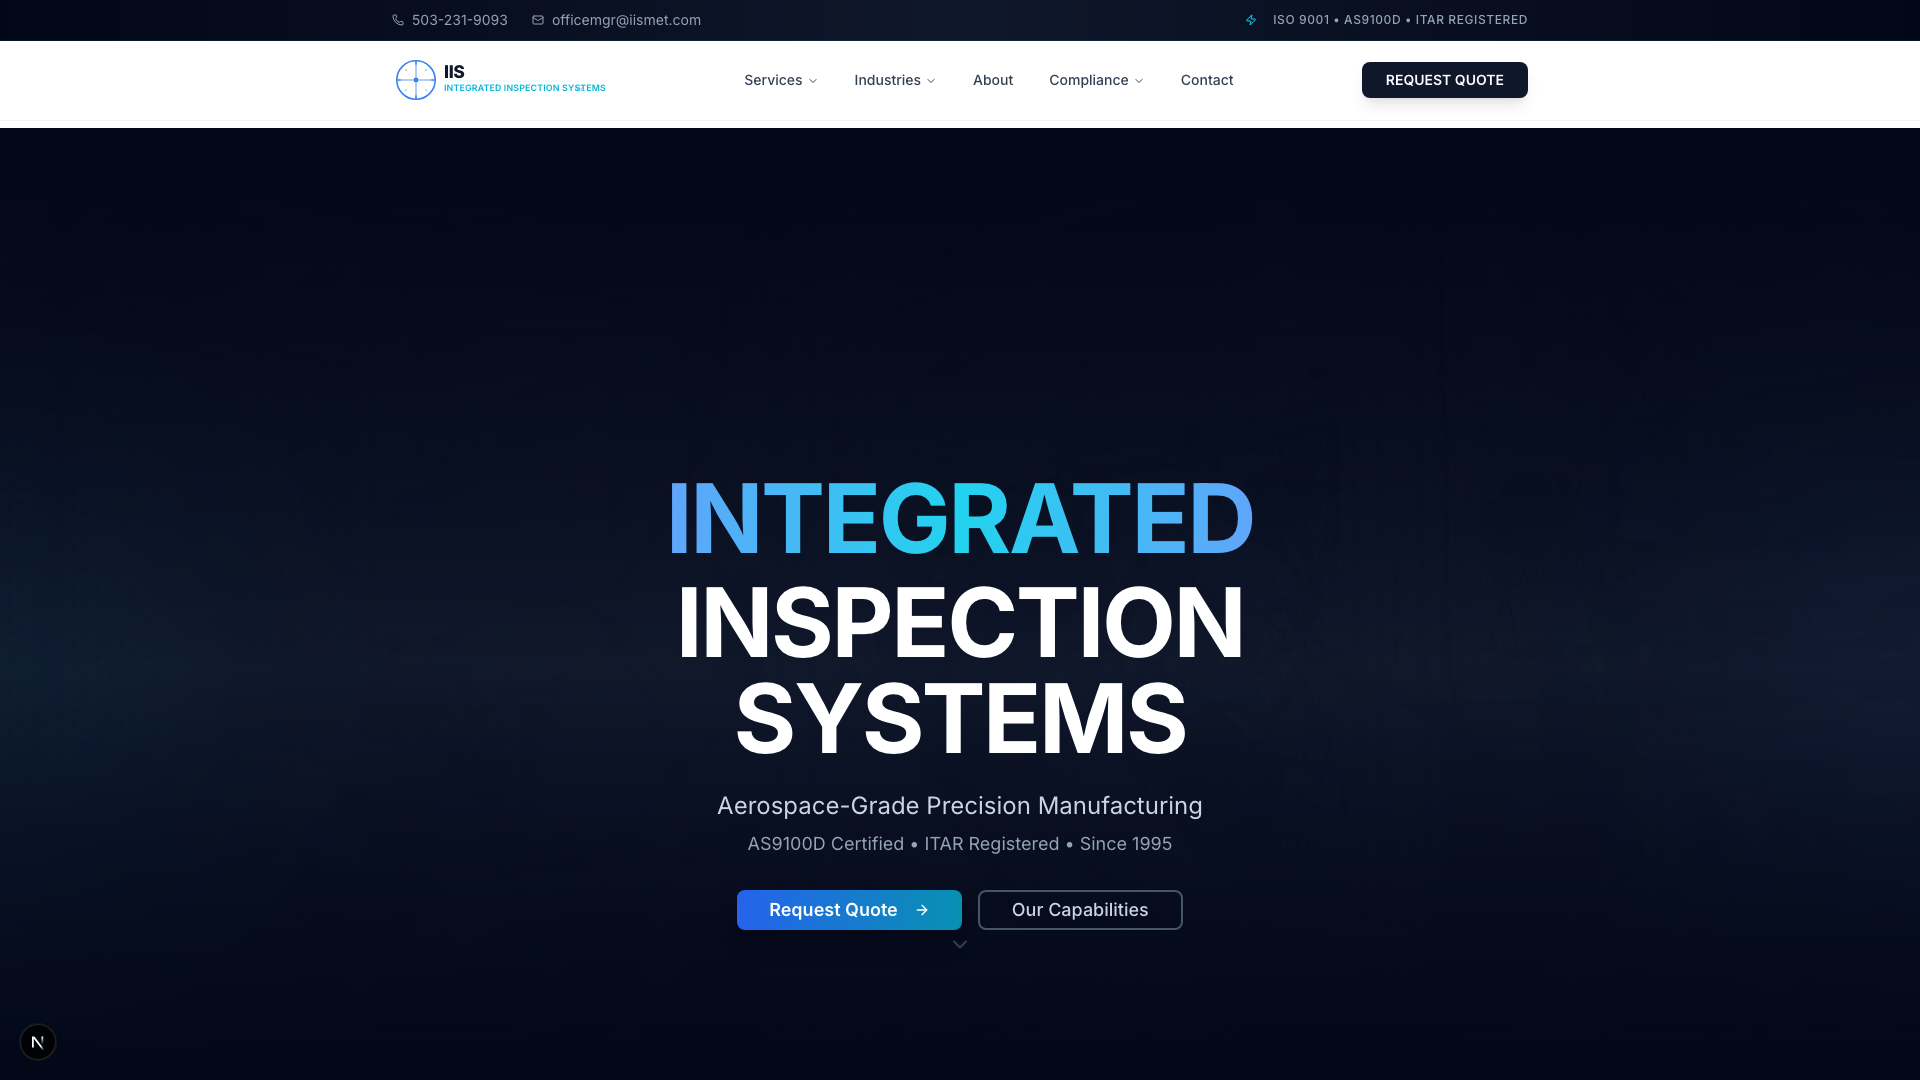 503-231-9093
officemgr@iismet.com
ISO 9001 • AS9100D • ITAR REGISTERED
IIS
INTEGRATED INSPECTION SYSTEMS
Services
Industries
About
Compliance
Contact
REQUEST QUOTE
INTEGRATED
INSPECTION
SYSTEMS
Aerospace-Grade Precision Manufacturing
AS9100D Certified • ITAR Registered • Since 1995
Request Quote
Our Capabilities
N